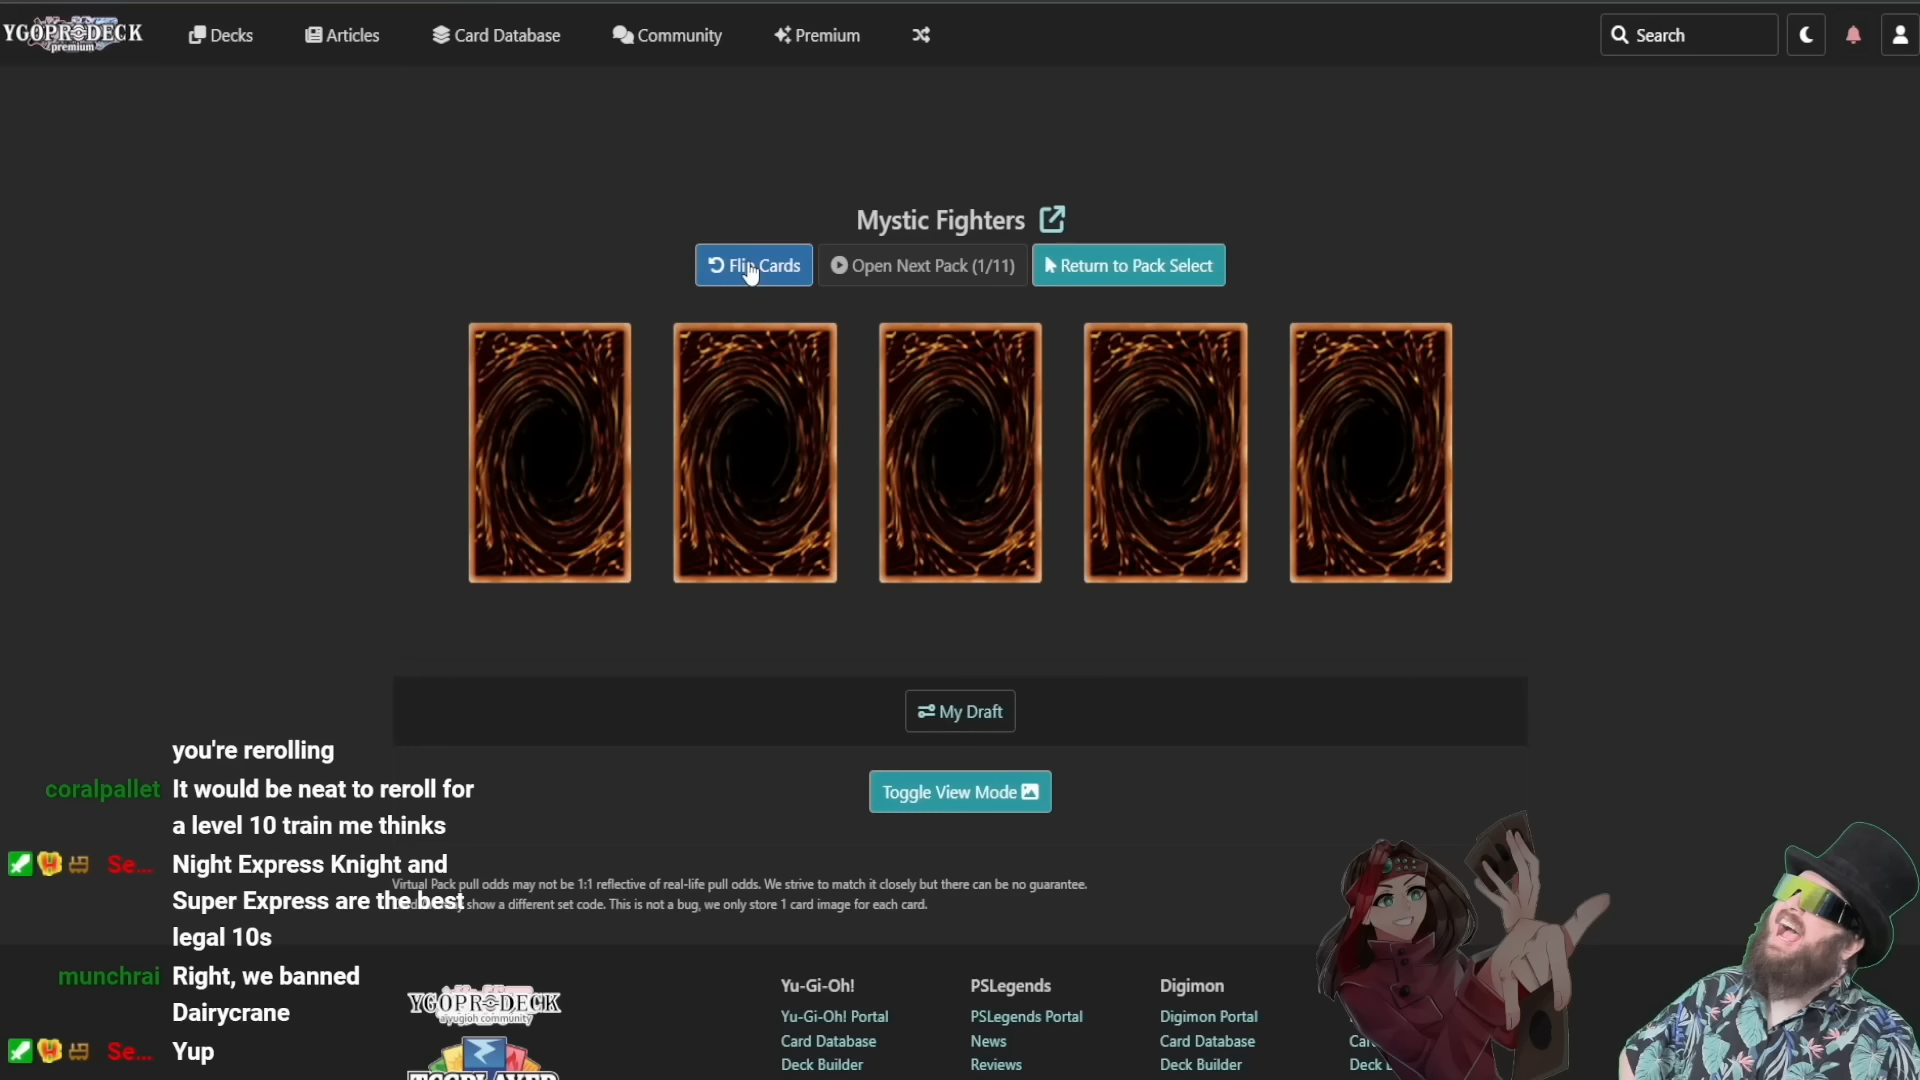 YGOPRODECK
premium
Decks
Articles
Card Database
Community
Premium
Search
Mystic Fighters
Flip Cards
Open Next Pack (1/11)
Return to Pack Select
My Draft
Toggle View Mode
you're rerolling
coralpallet It would be neat to reroll for
a level 10 train me thinks
Se... Night Express Knight and
Super Express are the best
legal 10s
munchrai Right, we banned
Dairycrane
Se... Yup
Virtual Pack pull odds may not be 1:1 reflective of real-life pull odds. We strive to match it closely but there can be no guarantee.
show a different set code. This is not a bug, we only store 1 card image for each card.
YGOPRODECK
a yugioh community
TCGPLAYER
Yu-Gi-Oh!
Yu-Gi-Oh! Portal
Card Database
Deck Builder
PSLegends
PSLegends Portal
News
Reviews
Digimon
Digimon Portal
Card Database
Deck Builder
Deck